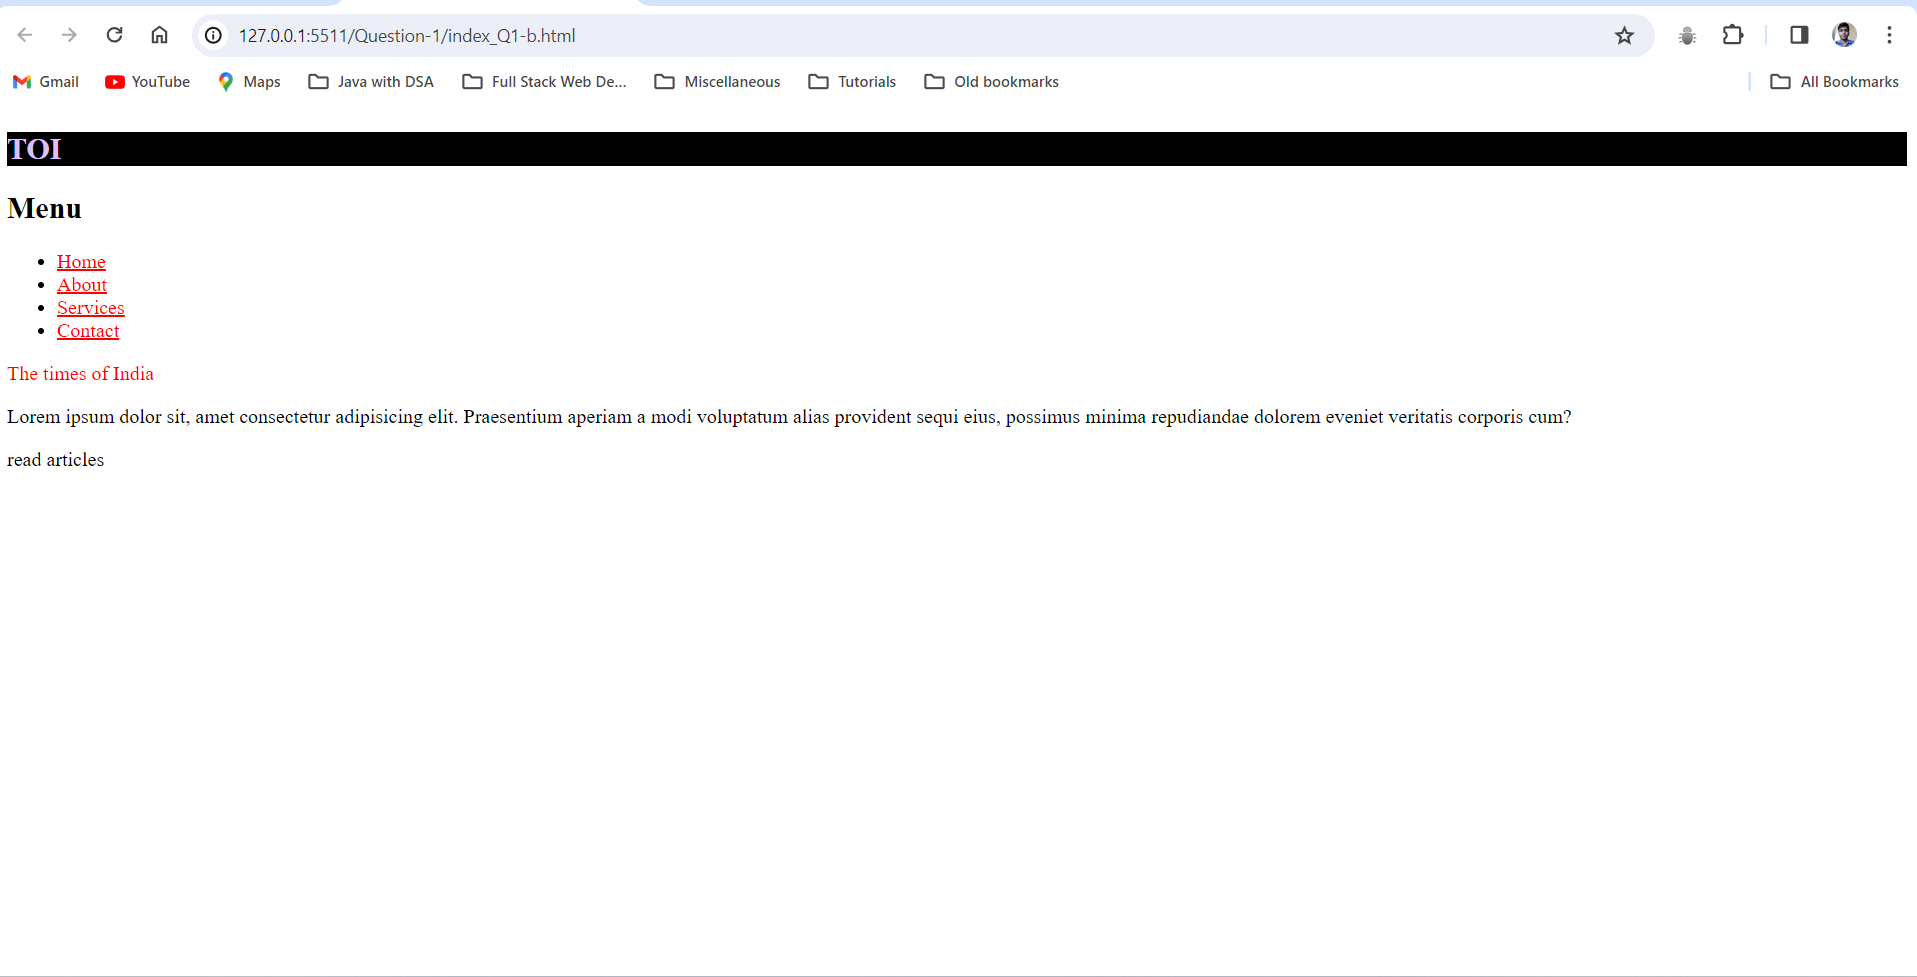 127.0.0.1:5511/Question-1/index_Q1-b.html
Gmail YouTube Maps Java with DSA Full Stack Web De... Miscellaneous Tutorials Old bookmarks All Bookmarks
TOI
Menu
Home
About
Services
Contact
The times of India
Lorem ipsum dolor sit, amet consectetur adipisicing elit. Praesentium aperiam a modi voluptatum alias provident sequi eius, possimus minima repudiandae dolorem eveniet veritatis corporis cum?
read articles